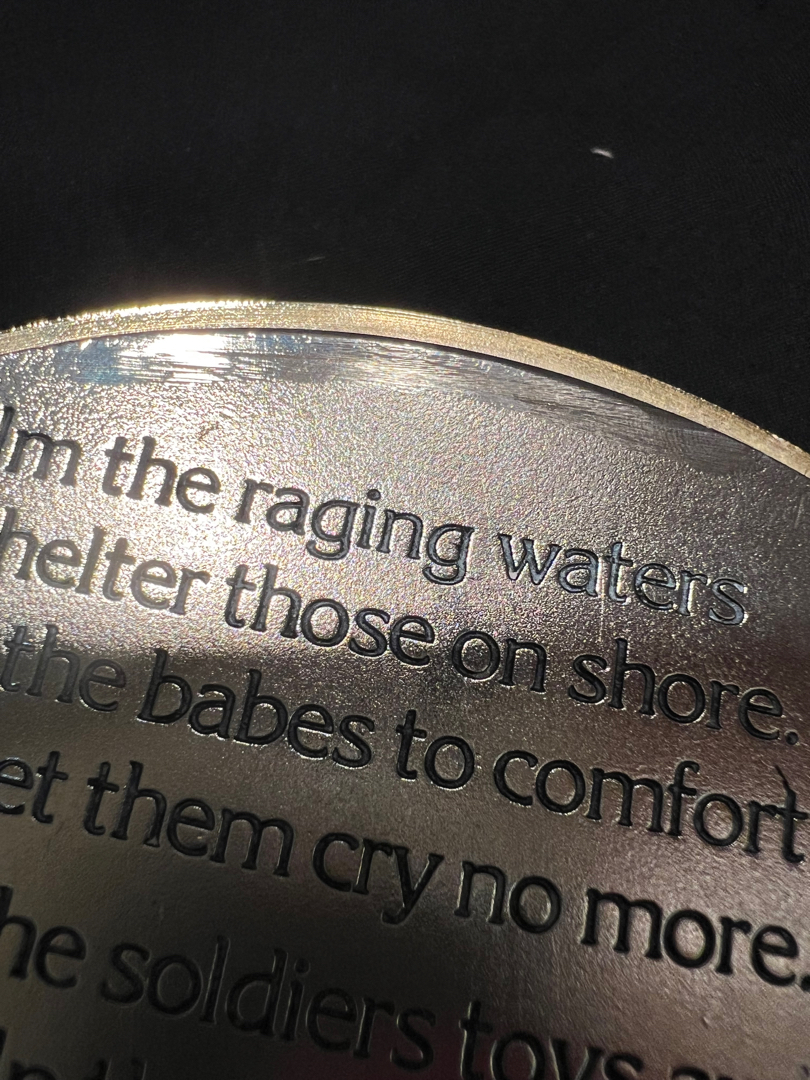 lm the raging waters
helter those on shore.
the babes to comfort
et them cry no more.
he soldiers toys